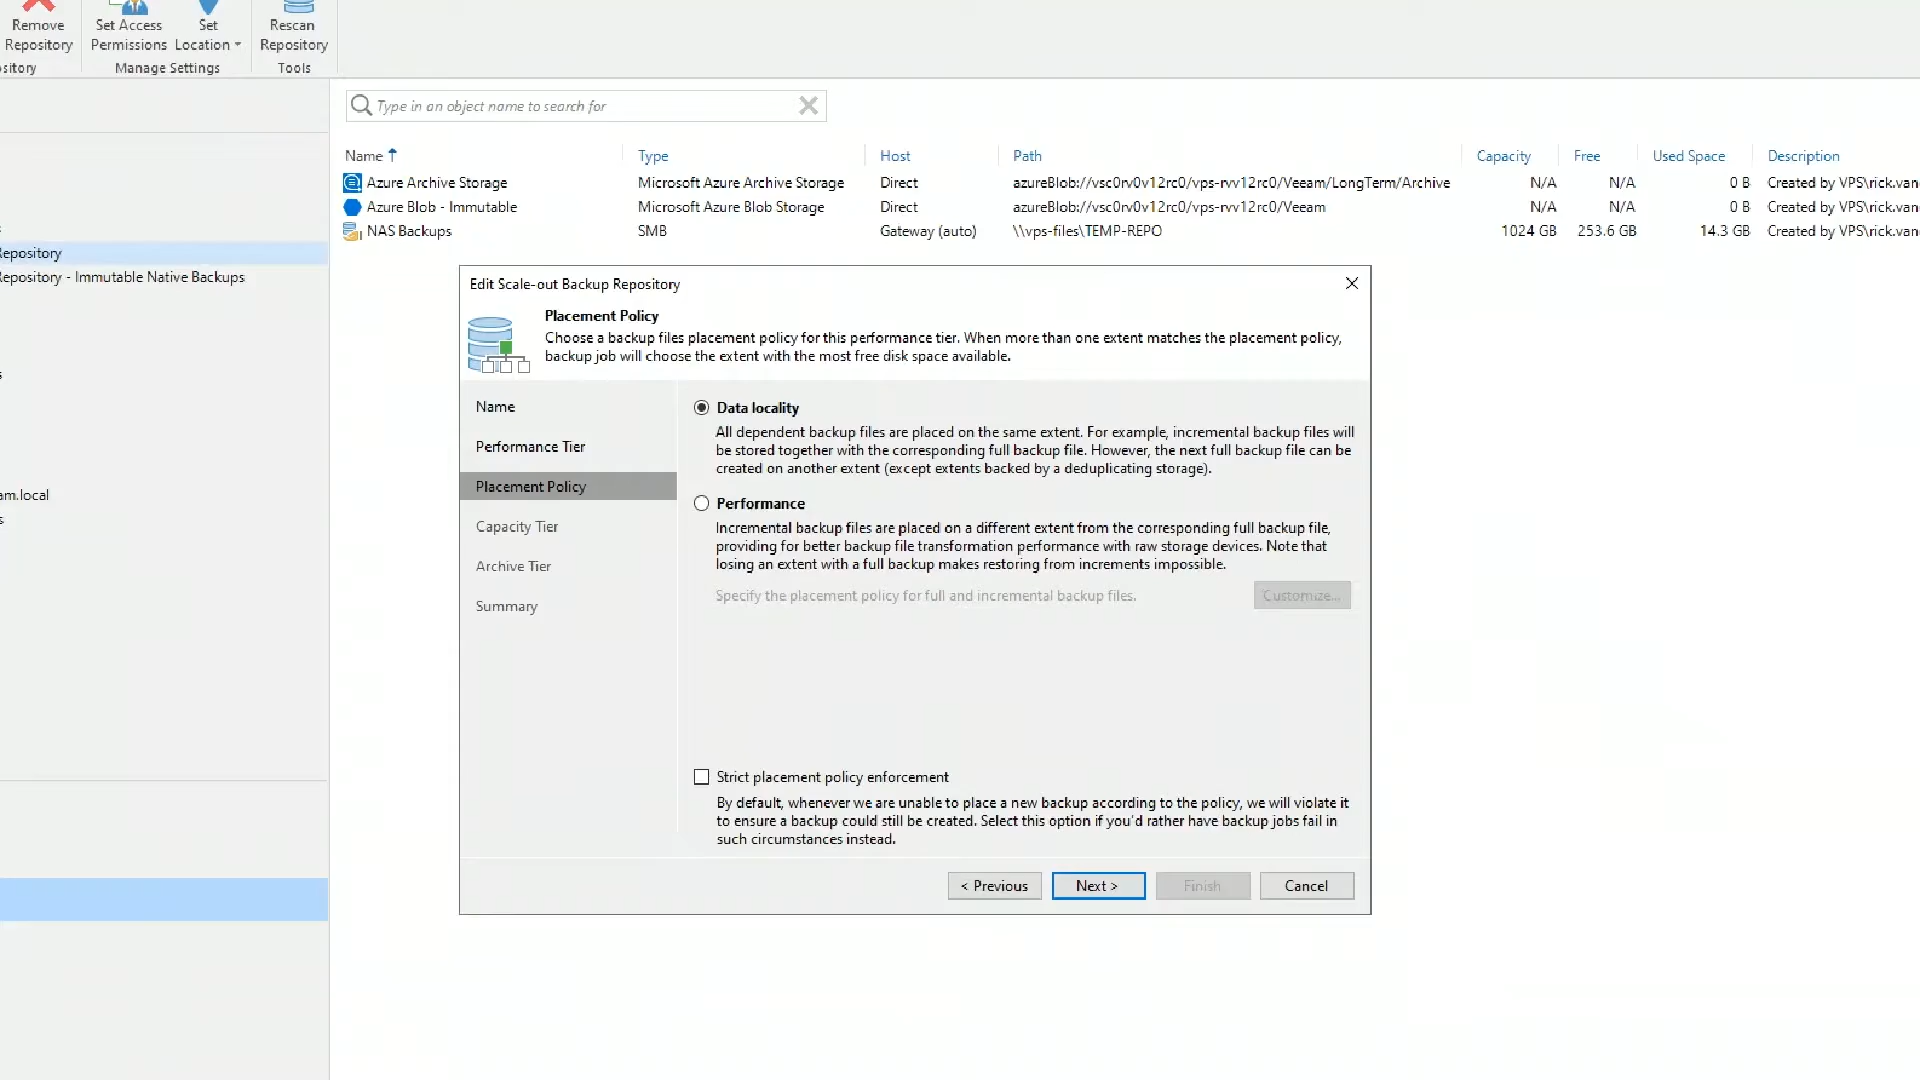 Remove Repository
Set Access Permissions
Set Location
Rescan Repository
sitory
Manage Settings
Tools
Type in an object name to search for
Name Type Host Path Capacity Free Used Space Description
Azure Archive Storage Microsoft Azure Archive Storage Direct azureBlob://vsc0rv0v12rc0/vps-rvv12rc0/Veeam/LongTerm/Archive N/A N/A 0 B Created by VPS\rick.van
Azure Blob - Immutable Microsoft Azure Blob Storage Direct azureBlob://vsc0rv0v12rc0/vps-rvv12rc0/Veeam N/A N/A 0 B Created by VPS\rick.van
NAS Backups SMB Gateway (auto) \\vps-files\TEMP-REPO 1024 GB 253.6 GB 14.3 GB Created by VPS\rick.van
Repository
Repository - Immutable Native Backups
s
am.local
s
Edit Scale-out Backup Repository
Placement Policy
Choose a backup files placement policy for this performance tier. When more than one extent matches the placement policy,
backup job will choose the extent with the most free disk space available.
Name
Performance Tier
Placement Policy
Capacity Tier
Archive Tier
Summary
Data locality
All dependent backup files are placed on the same extent. For example, incremental backup files will
be stored together with the corresponding full backup file. However, the next full backup file can be
created on another extent (except extents backed by a deduplicating storage).
Performance
Incremental backup files are placed on a different extent from the corresponding full backup file,
providing for better backup file transformation performance with raw storage devices. Note that
losing an extent with a full backup makes restoring from increments impossible.
Specify the placement policy for full and incremental backup files.
Customize...
Strict placement policy enforcement
By default, whenever we are unable to place a new backup according to the policy, we will violate it
to ensure a backup could still be created. Select this option if you'd rather have backup jobs fail in
such circumstances instead.
< Previous
Next >
Finish
Cancel